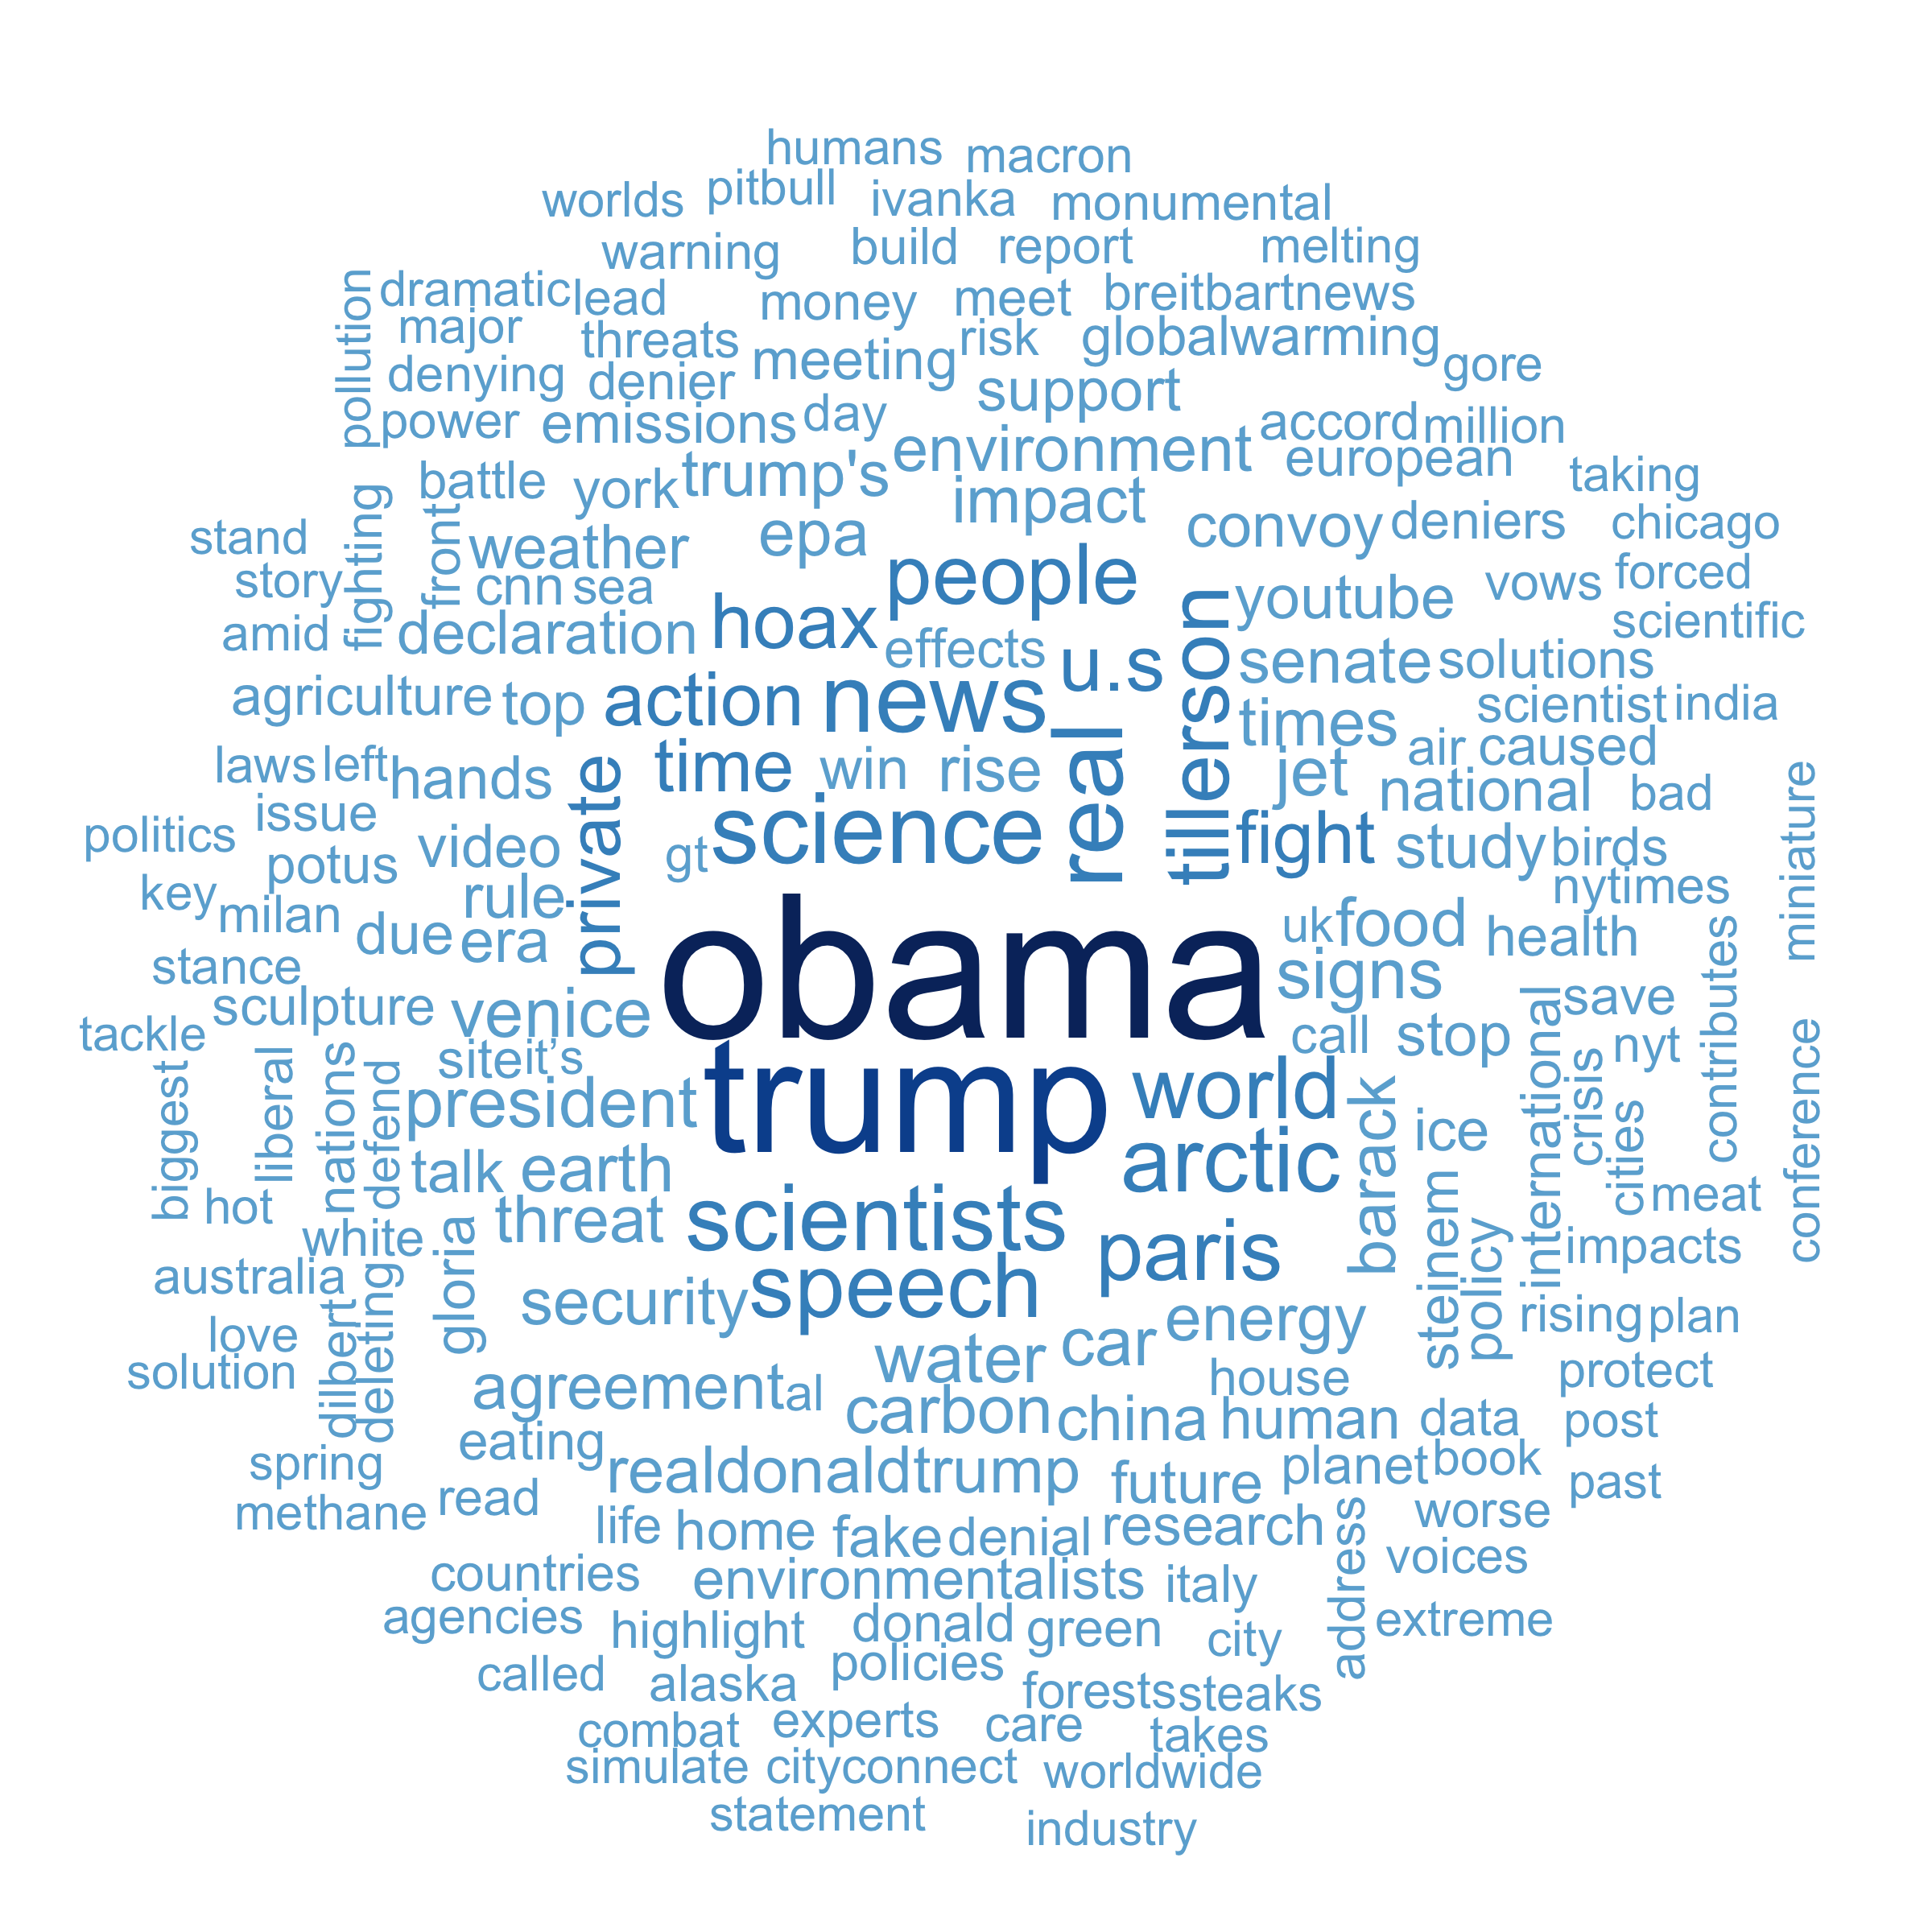 humans
macron
worlds
pitbull
ivanka
monumental
warning
build
report
melting
pollution
dramatic
lead
money
meet
breitbartnews
major
threats
meeting
risk
globalwarming
gore
denying
denier
support
power
emissions
day
environment
accord
million
european
taking
battle
york
trump's
impact
fighting
front
stand
weather
epa
people
convoy
deniers
chicago
story
cnn
sea
hoax
tillerson
youtube
vows
forced
scientific
amid
declaration
effects
u.s
senate
solutions
agriculture
top
action
news
real
times
scientist
india
laws
left
hands
private
time
win
rise
jet
air
caused
national
bad
miniature
issue
politics
potus
video
gt
science
fight
study
birds
key
milan
rule
nytimes
due
era
obama
uk
food
health
contributes
stance
signs
sculpture
venice
international
save
conference
tackle
site
it’s
call
stop
crisis
nyt
biggest
liberal
nations
defend
president
trump
world
barack
ice
cities
hot
talk
earth
arctic
steinem
meat
white
threat
scientists
paris
policy
impacts
australia
gloria
security
speech
energy
rising
plan
love
dilbert
deleting
water
car
solution
house
protect
agreement
al
carbon
china
human
data
post
spring
eating
realdonaldtrump
future
planet
book
past
methane
read
life
home
fake
denial
research
address
worse
countries
environmentalists
italy
voices
agencies
highlight
donald
green
city
extreme
called
alaska
policies
forests
steaks
combat
experts
care
takes
simulate
cityconnect
worldwide
statement
industry